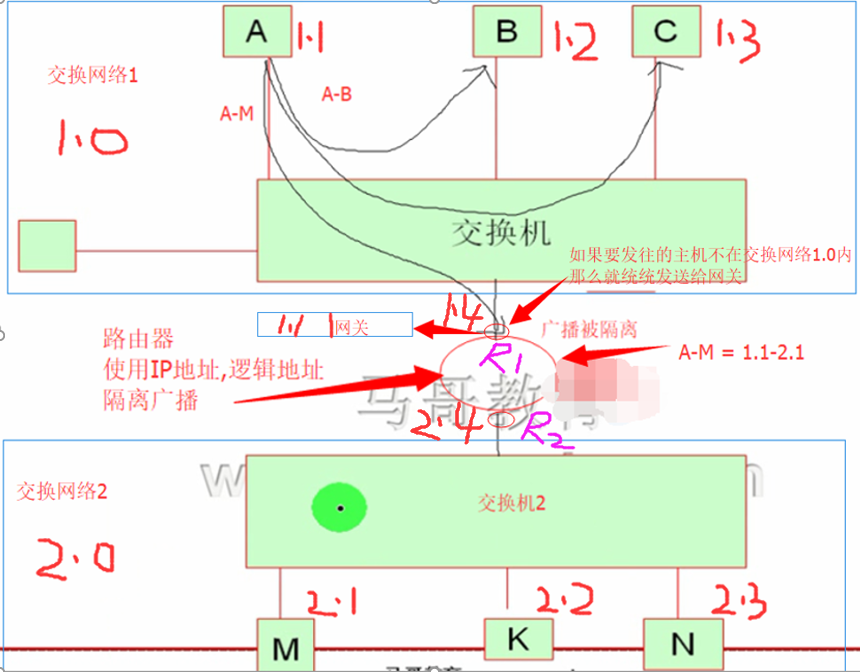 A
1.1
B
1.2
C
1.3
交换网络1
A-B
A-M
1.0
交换机
如果要发往的主机不在交换网络1.0内
那么就统统发送给网关
1.4
网关
广播被隔离
路由器
使用IP地址,逻辑地址
隔离广播
R1
A-M = 1.1-2.1
马哥教育
2.4
R2
w
交换网络2
交换机2
n
2.0
2.1
2.2
2.3
M
K
N